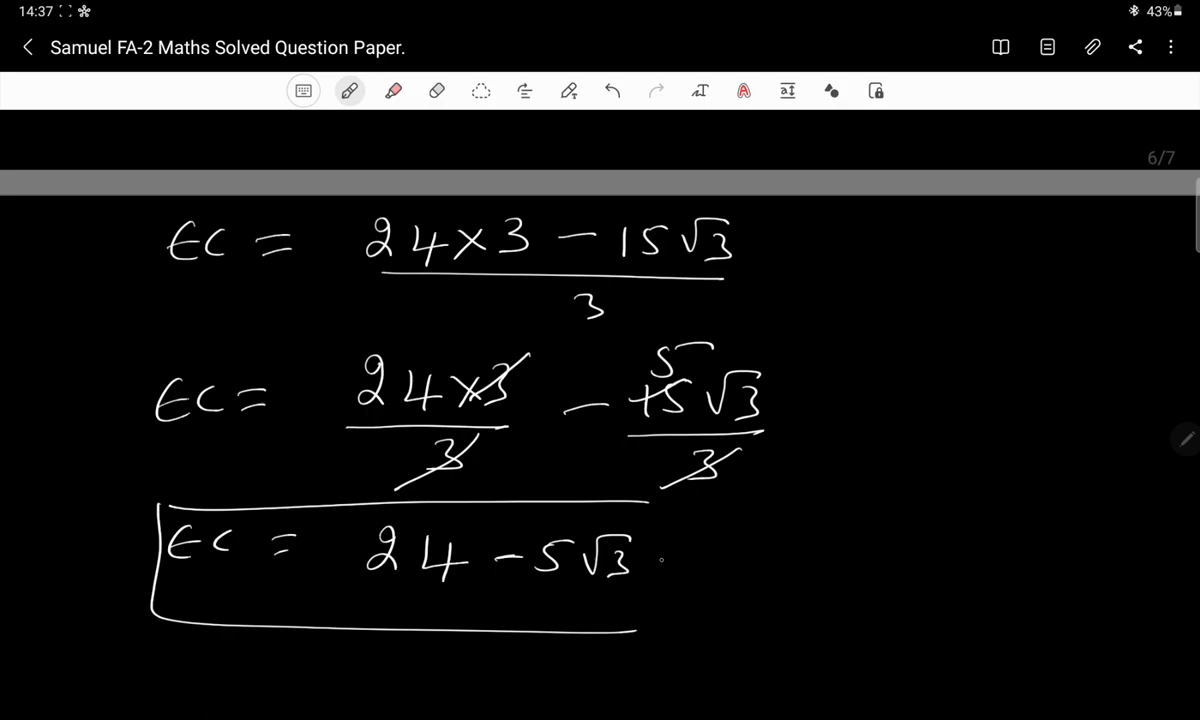 14:37 43%
Samuel FA-2 Maths Solved Question Paper.
6/7
EC = 24 × 3 − 15√3
3
EC = 24 × 3 − 15√3
5
3 3
EC = 24 − 5√3